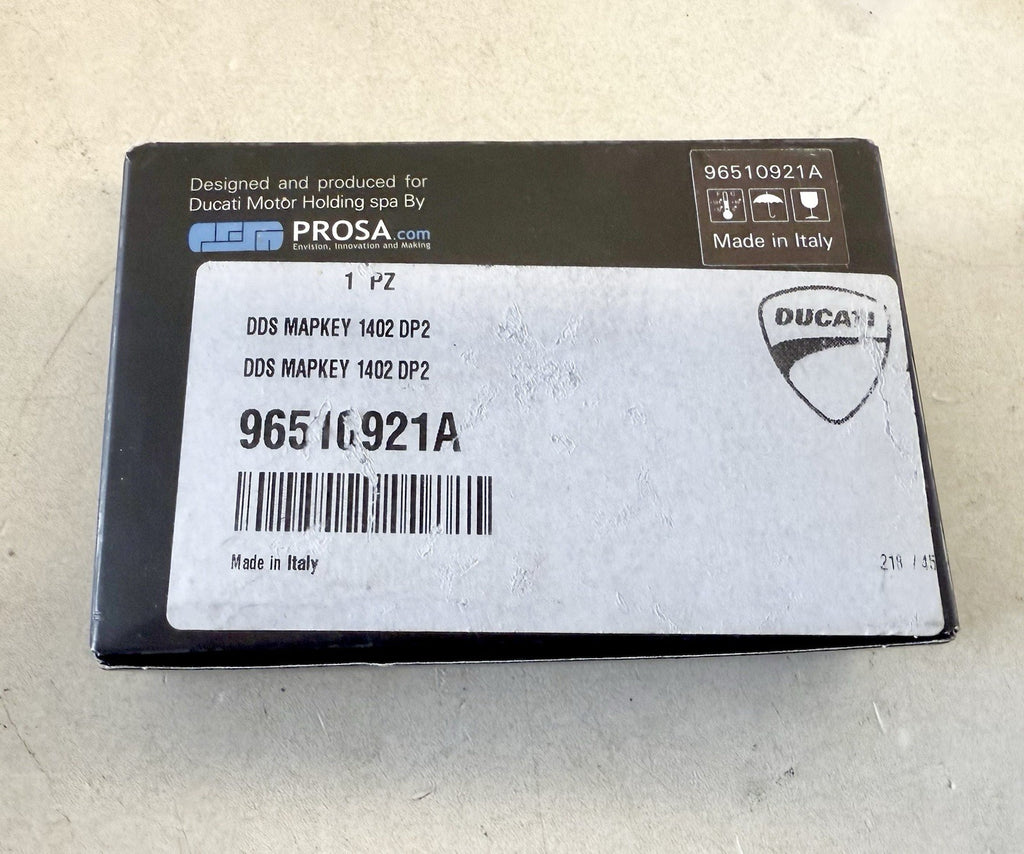 Designed and produced for
Ducati Motor Holding spa By
PROSA.com
Envision, Innovation and Making
96510921A
Made in Italy
1 PZ
DDS MAPKEY 1402 DP2
DDS MAPKEY 1402 DP2
96510921A
Made in Italy
DUCATI
218 / 45